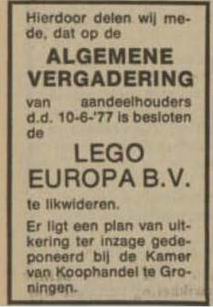 Hierdoor delen wij me-
de, dat op de
ALGEMENE
VERGADERING
van aandeelhouders
d.d. 10-6-'77 is besloten
de
LEGO
EUROPA B.V.
te likwideren.
Er ligt een plan van uit-
kering ter inzage gede-
poneerd bij de Kamer
van Koophandel te Gro-
ningen.